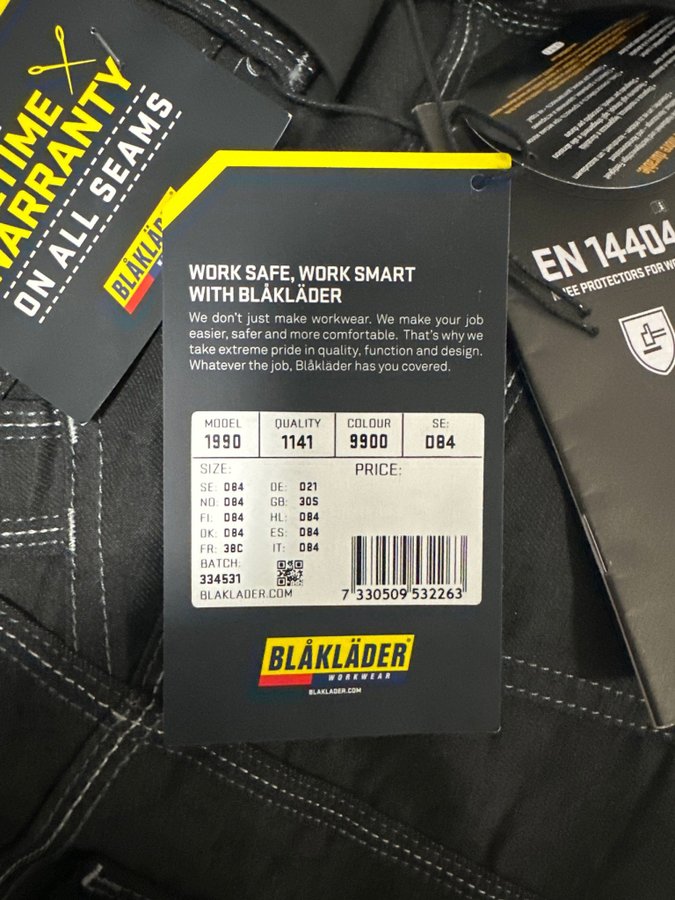 TIME
WARRANTY
ON ALL SEAMS
BLÅKLÄDER
WORK SAFE, WORK SMART
WITH BLÅKLÄDER
We don't just make workwear. We make your job
easier, safer and more comfortable. That's why we
take extreme pride in quality, function and design.
Whatever the job, Blåkläder has you covered.
MODEL QUALITY COLOUR SE:
1990 1141 9900 D84
SIZE: PRICE:
SE: D84 DE: 021
NO: D84 GB: 30S
FI: D84 HL: D84
DK: D84 ES: D84
FR: 38C IT: D84
BATCH:
334531
BLAKLADER.COM
7 330509 532263
BLÅKLÄDER®
WORKWEAR
BLAKLADER.COM
EN 14404
KNEE PROTECTORS FOR